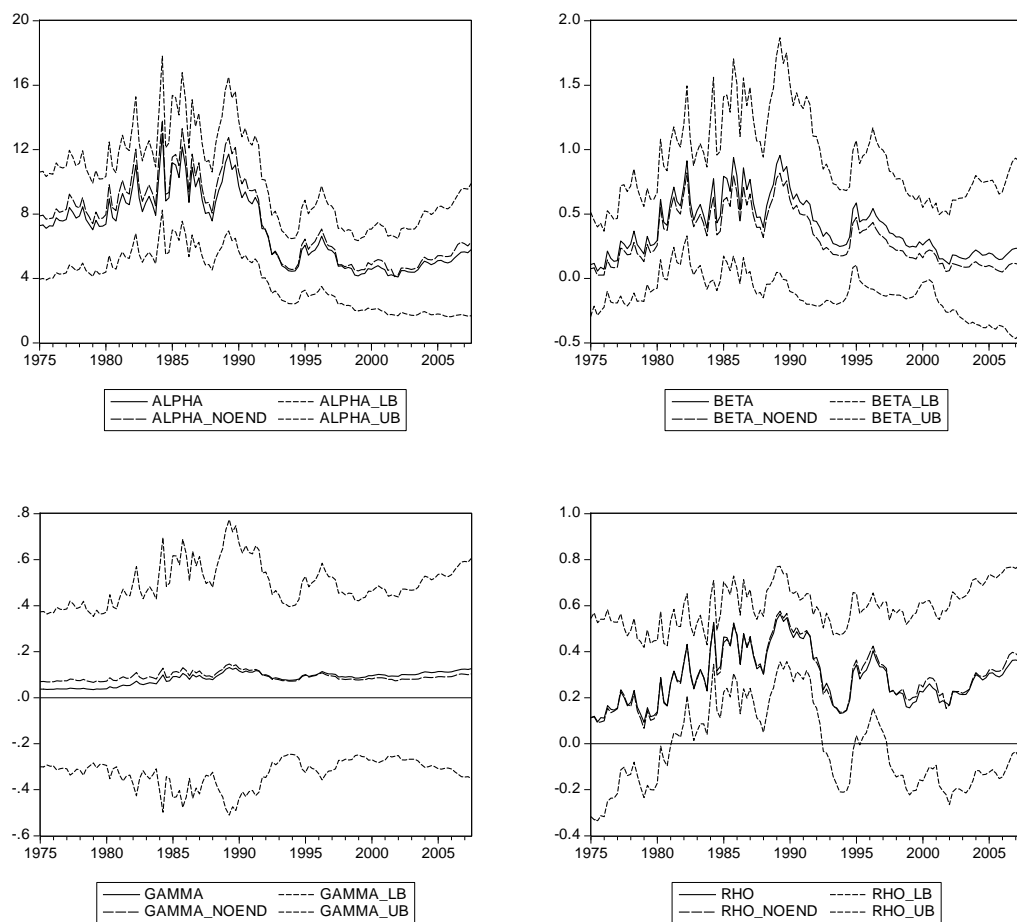 20
16
12
8
4
0
1975 1980 1985 1990 1995 2000 2005
ALPHA ALPHA_LB
ALPHA_NOEND ALPHA_UB
2.0
1.5
1.0
0.5
0.0
-0.5
1975 1980 1985 1990 1995 2000 2005
BETA BETA_LB
BETA_NOEND BETA_UB
.8
.6
.4
.2
.0
-.2
-.4
-.6
1975 1980 1985 1990 1995 2000 2005
GAMMA GAMMA_LB
GAMMA_NOEND GAMMA_UB
1.0
0.8
0.6
0.4
0.2
0.0
-0.2
-0.4
1975 1980 1985 1990 1995 2000 2005
RHO RHO_LB
RHO_NOEND RHO_UB